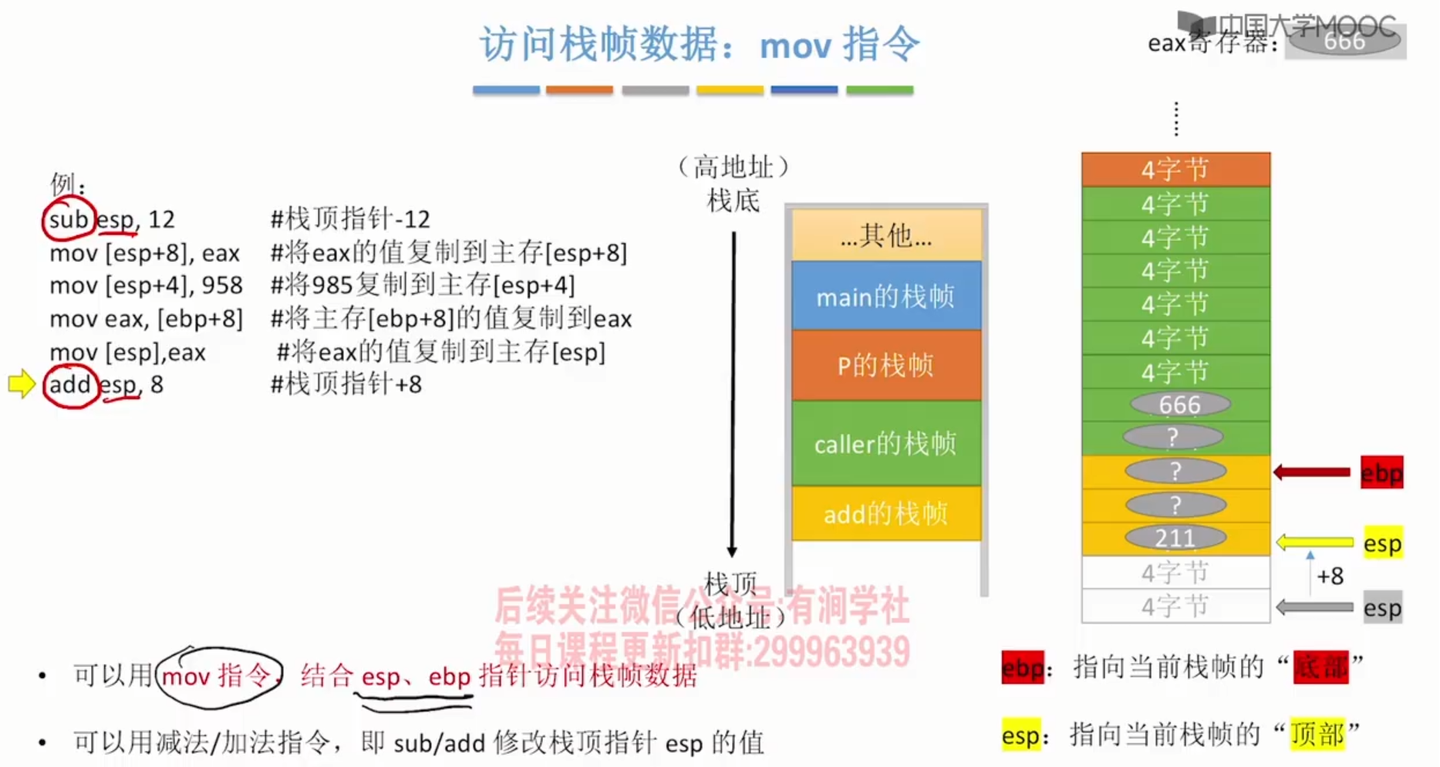 访问栈帧数据：mov 指令
中国大学MOOC
eax寄存器：
666
例：
sub esp, 12 #栈顶指针-12
mov [esp+8], eax #将eax的值复制到主存[esp+8]
mov [esp+4], 958 #将985复制到主存[esp+4]
mov eax, [ebp+8] #将主存[ebp+8]的值复制到eax
mov [esp],eax #将eax的值复制到主存[esp]
add esp, 8 #栈顶指针+8
（高地址）
栈底
栈顶
（低地址）
...其他...
main的栈帧
P的栈帧
caller的栈帧
add的栈帧
4字节
4字节
4字节
4字节
4字节
4字节
4字节
666
?
?
?
211
4字节
4字节
ebp
esp
+8
esp
后续关注微信公众号:有涧学社
每日课程更新扣群:299963939
• 可以用 mov 指令，结合 esp、ebp 指针访问栈帧数据
• 可以用减法/加法指令，即 sub/add 修改栈顶指针 esp 的值
ebp：指向当前栈帧的“底部”
esp：指向当前栈帧的“顶部”